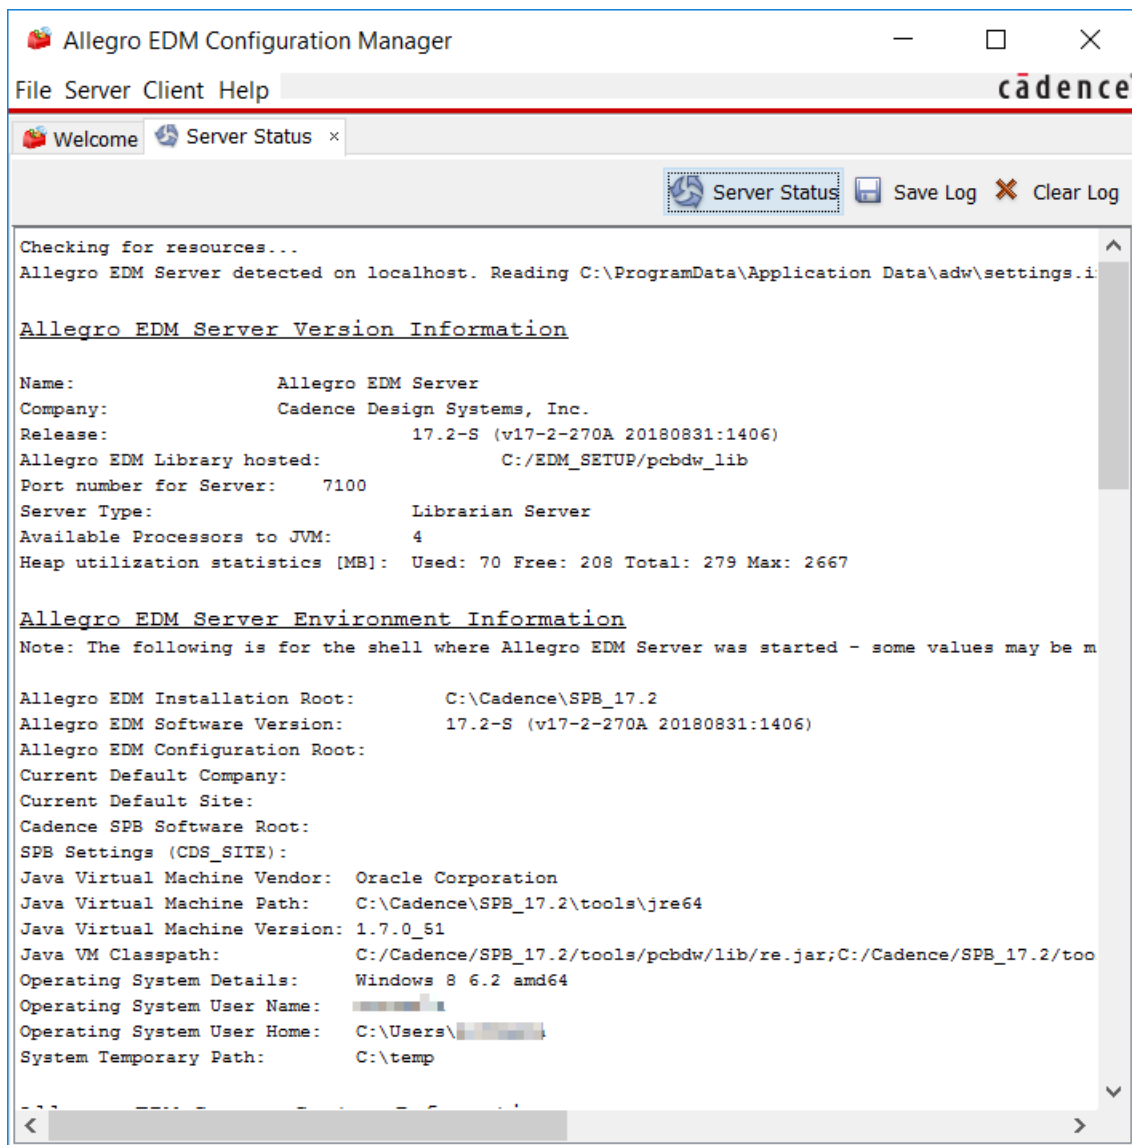 Allegro EDM Configuration Manager
File Server Client Help
cādence
Welcome Server Status ×
Server Status Save Log Clear Log
Checking for resources...
Allegro EDM Server detected on localhost. Reading C:\ProgramData\Application Data\adw\settings.i
Allegro EDM Server Version Information
Name: Allegro EDM Server
Company: Cadence Design Systems, Inc.
Release: 17.2-S (v17-2-270A 20180831:1406)
Allegro EDM Library hosted: C:/EDM_SETUP/pcbdw_lib
Port number for Server: 7100
Server Type: Librarian Server
Available Processors to JVM: 4
Heap utilization statistics [MB]: Used: 70 Free: 208 Total: 279 Max: 2667
Allegro EDM Server Environment Information
Note: The following is for the shell where Allegro EDM Server was started - some values may be m
Allegro EDM Installation Root: C:\Cadence\SPB_17.2
Allegro EDM Software Version: 17.2-S (v17-2-270A 20180831:1406)
Allegro EDM Configuration Root:
Current Default Company:
Current Default Site:
Cadence SPB Software Root:
SPB Settings (CDS_SITE):
Java Virtual Machine Vendor: Oracle Corporation
Java Virtual Machine Path: C:\Cadence\SPB_17.2\tools\jre64
Java Virtual Machine Version: 1.7.0_51
Java VM Classpath: C:/Cadence/SPB_17.2/tools/pcbdw/lib/re.jar;C:/Cadence/SPB_17.2/too
Operating System Details: Windows 8 6.2 amd64
Operating System User Name:
Operating System User Home: C:\Users\
System Temporary Path: C:\temp